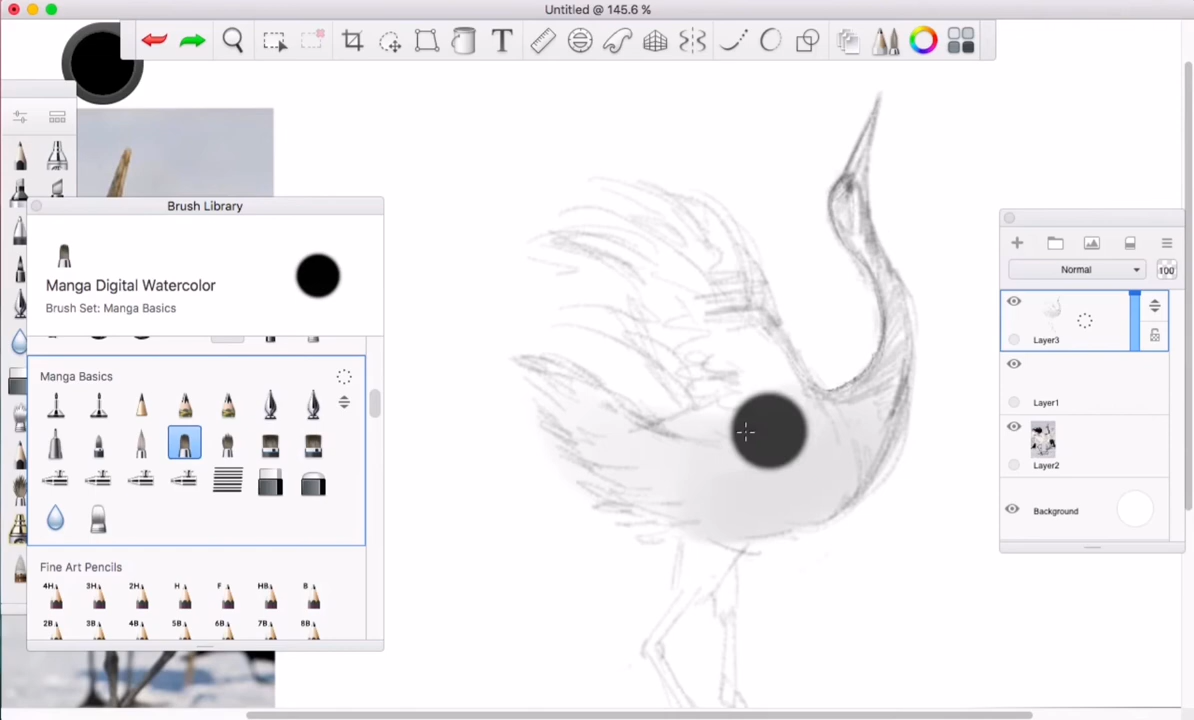 Untitled @ 145.6 %
T
Brush Library
Manga Digital Watercolor
Brush Set: Manga Basics
Manga Basics
Fine Art Pencils
4H 3H 2H H F HB B
2B 3B 4B 5B 6B 7B 8B
Normal
100
Layer3
Layer1
Layer2
Background